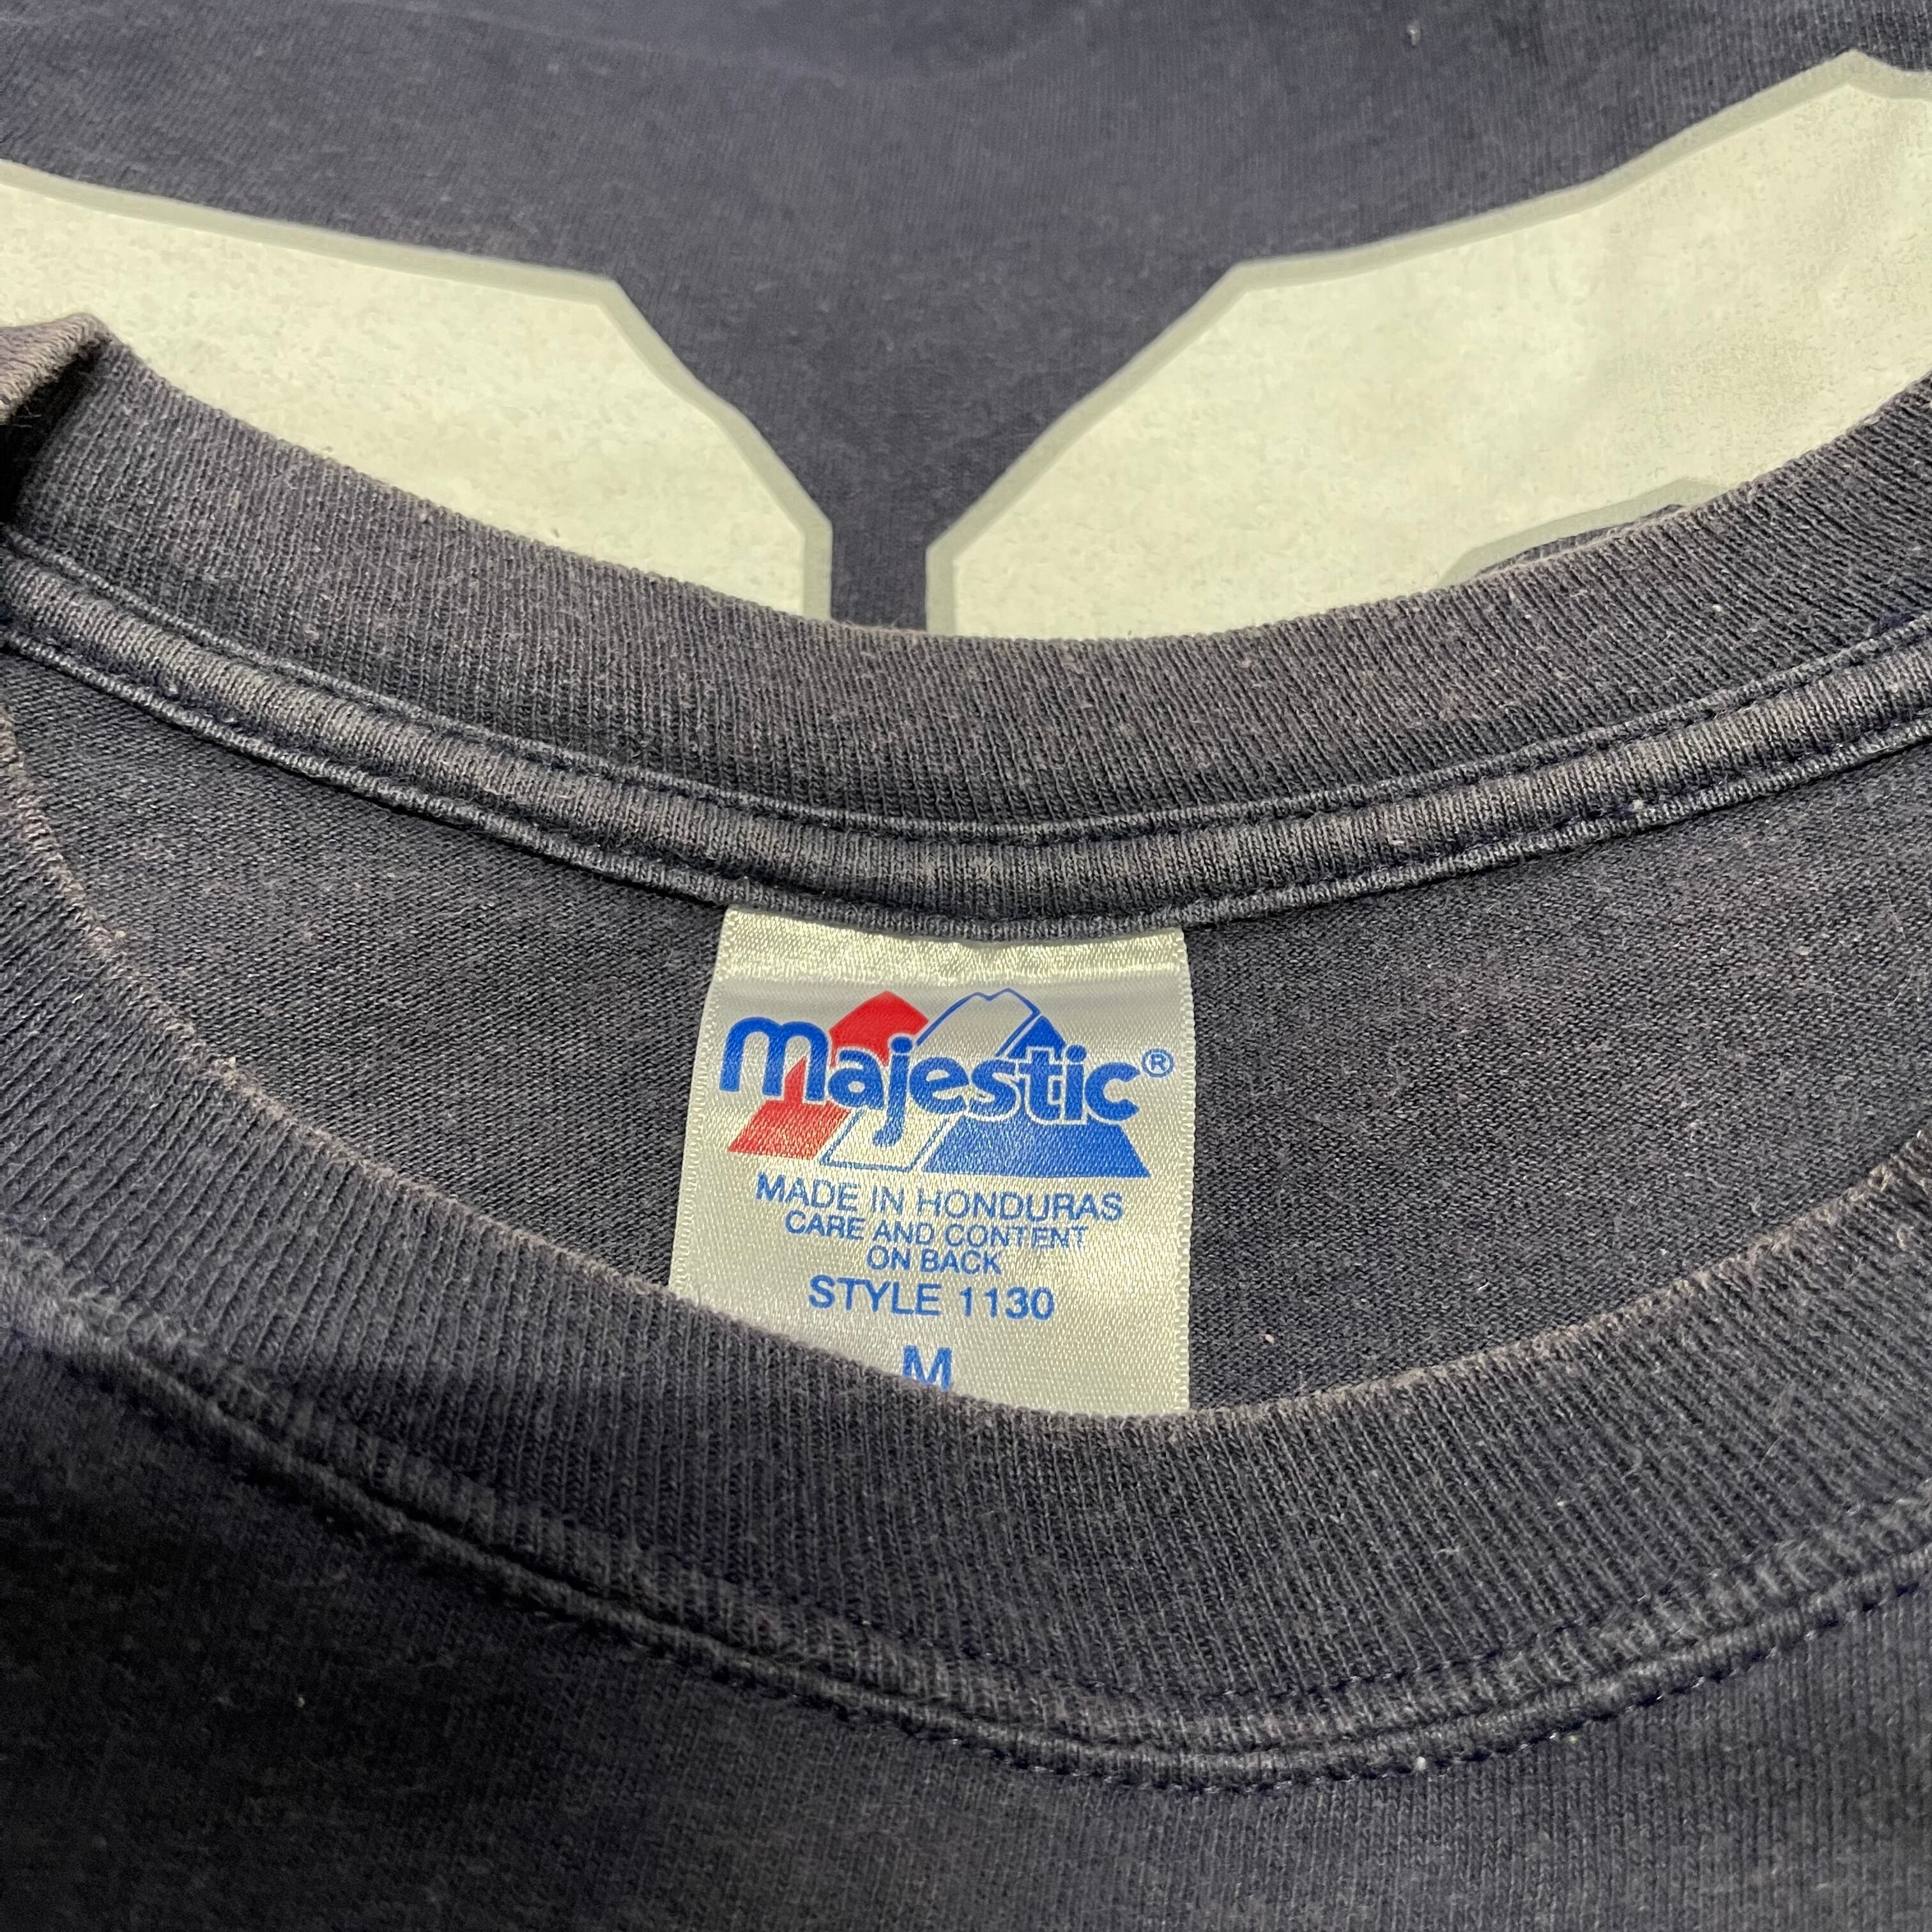 majestic®
MADE IN HONDURAS
CARE AND CONTENT
ON BACK
STYLE 1130
M